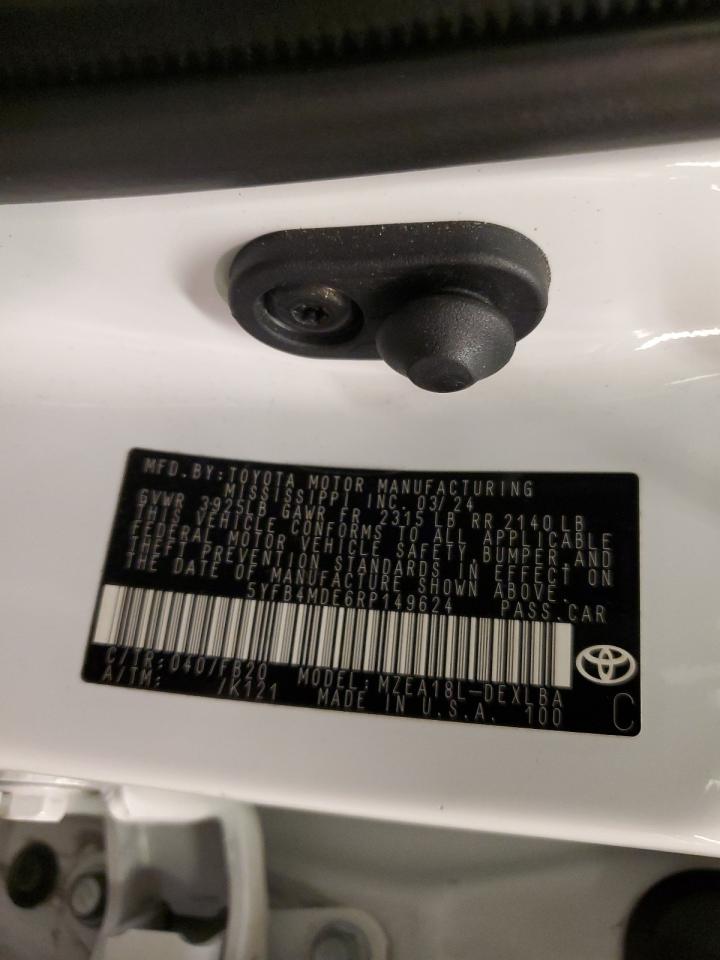 MFD. BY: TOYOTA MOTOR MANUFACTURING
MISSISSIPPI INC. 03/24
GVWR 3925LB GAWR FR 2315 LB RR 2140 LB
THIS VEHICLE CONFORMS TO ALL APPLICABLE
FEDERAL MOTOR VEHICLE SAFETY, BUMPER, AND
THEFT PREVENTION STANDARDS IN EFFECT ON
THE DATE OF MANUFACTURE SHOWN ABOVE.
5YFB4MDE6RP149624 PASS. CAR
C/TR: 040/FB20 MODEL: MZEA18L-DEXLBA
A/TM: /K121 MADE IN U.S.A. 100
C